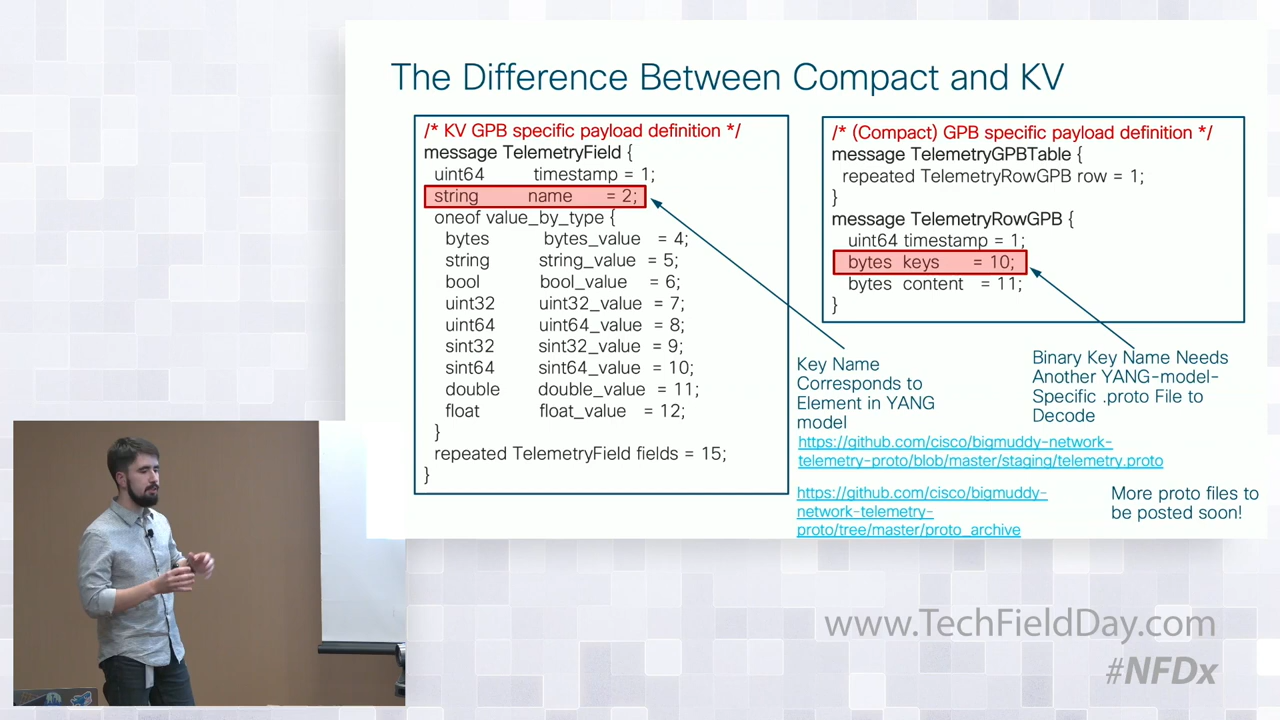 The Difference Between Compact and KV
/* KV GPB specific payload definition */
message TelemetryField {
uint64 timestamp = 1;
string name = 2;
oneof value_by_type {
bytes bytes_value = 4;
string string_value = 5;
bool bool_value = 6;
uint32 uint32_value = 7;
uint64 uint64_value = 8;
sint32 sint32_value = 9;
sint64 sint64_value = 10;
double double_value = 11;
float float_value = 12;
}
repeated TelemetryField fields = 15;
}
/* (Compact) GPB specific payload definition */
message TelemetryGPBTable {
repeated TelemetryRowGPB row = 1;
}
message TelemetryRowGPB {
uint64 timestamp = 1;
bytes keys = 10;
bytes content = 11;
}
Key Name
Corresponds to
Element in YANG
model
Binary Key Name Needs
Another YANG-model-
Specific .proto File to
Decode
https://github.com/cisco/bigmuddy-network-
telemetry-proto/blob/master/staging/telemetry.proto
https://github.com/cisco/bigmuddy-
network-telemetry-
proto/tree/master/proto_archive
More proto files to
be posted soon!
www.TechFieldDay.com
#NFDx